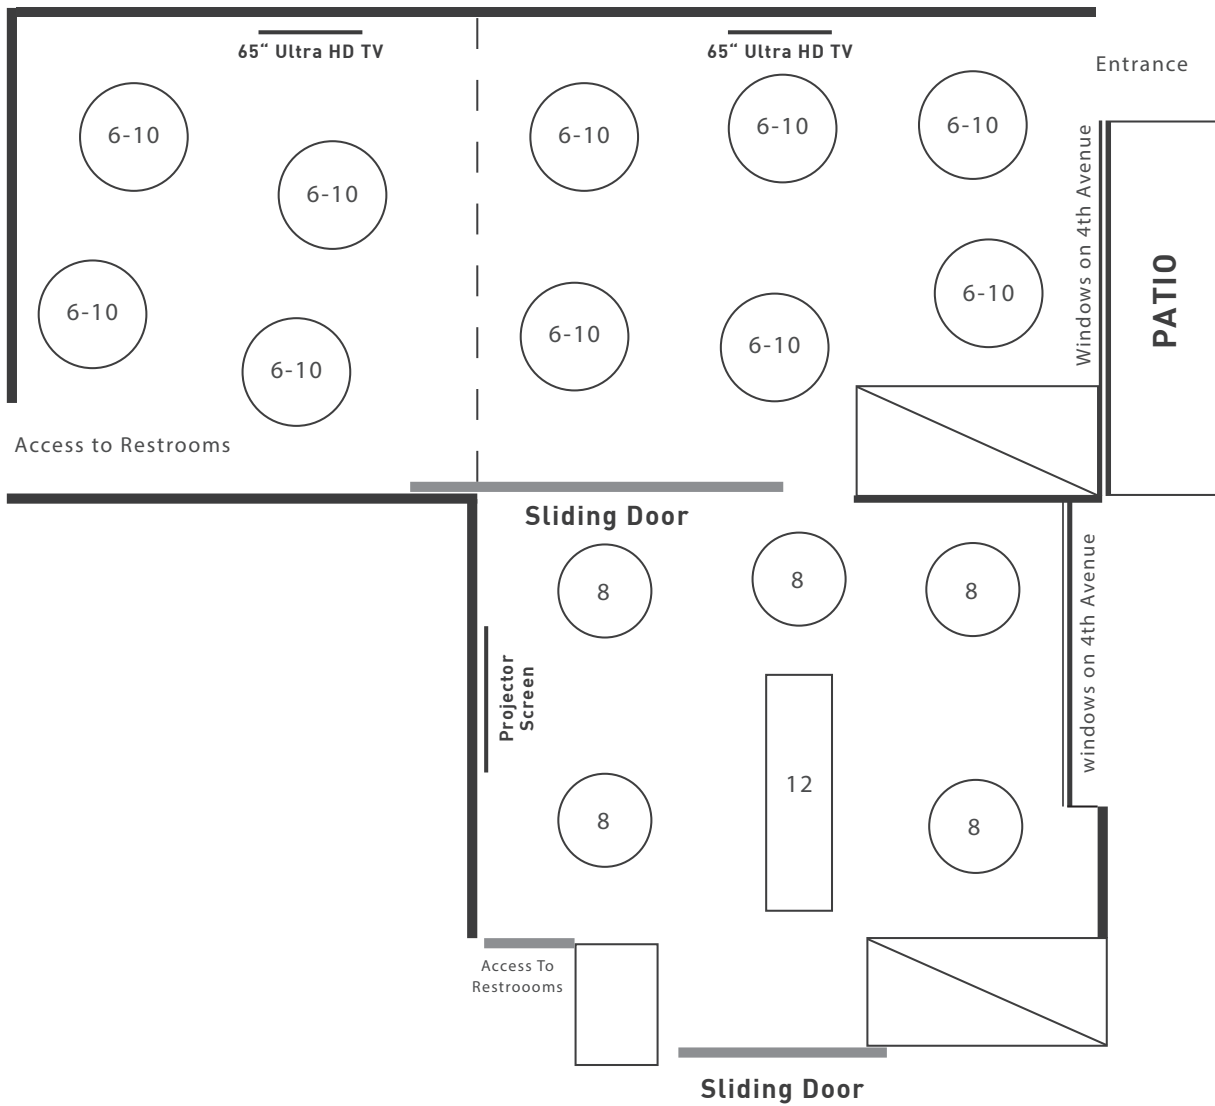 65“ Ultra HD TV
65“ Ultra HD TV
Entrance
6-10
6-10
6-10
6-10
6-10
Windows on 4th Avenue
PATIO
6-10
6-10
6-10
6-10
6-10
Access to Restrooms
Sliding Door
8
8
8
windows on 4th Avenue
Projector
Screen
12
8
8
Access To
Restroooms
Sliding Door